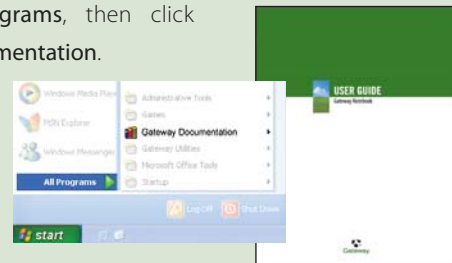 grams, then click
mentation.
Windows Media Play
MSN Explorer
Windows Messenger
All Programs
Administrative Tools
Games
Gateway Documentation
Gateway Utilities
Microsoft Office Tools
Startup
Log Off
Shut Down
start
USER GUIDE
Gateway Notebook
Gateway